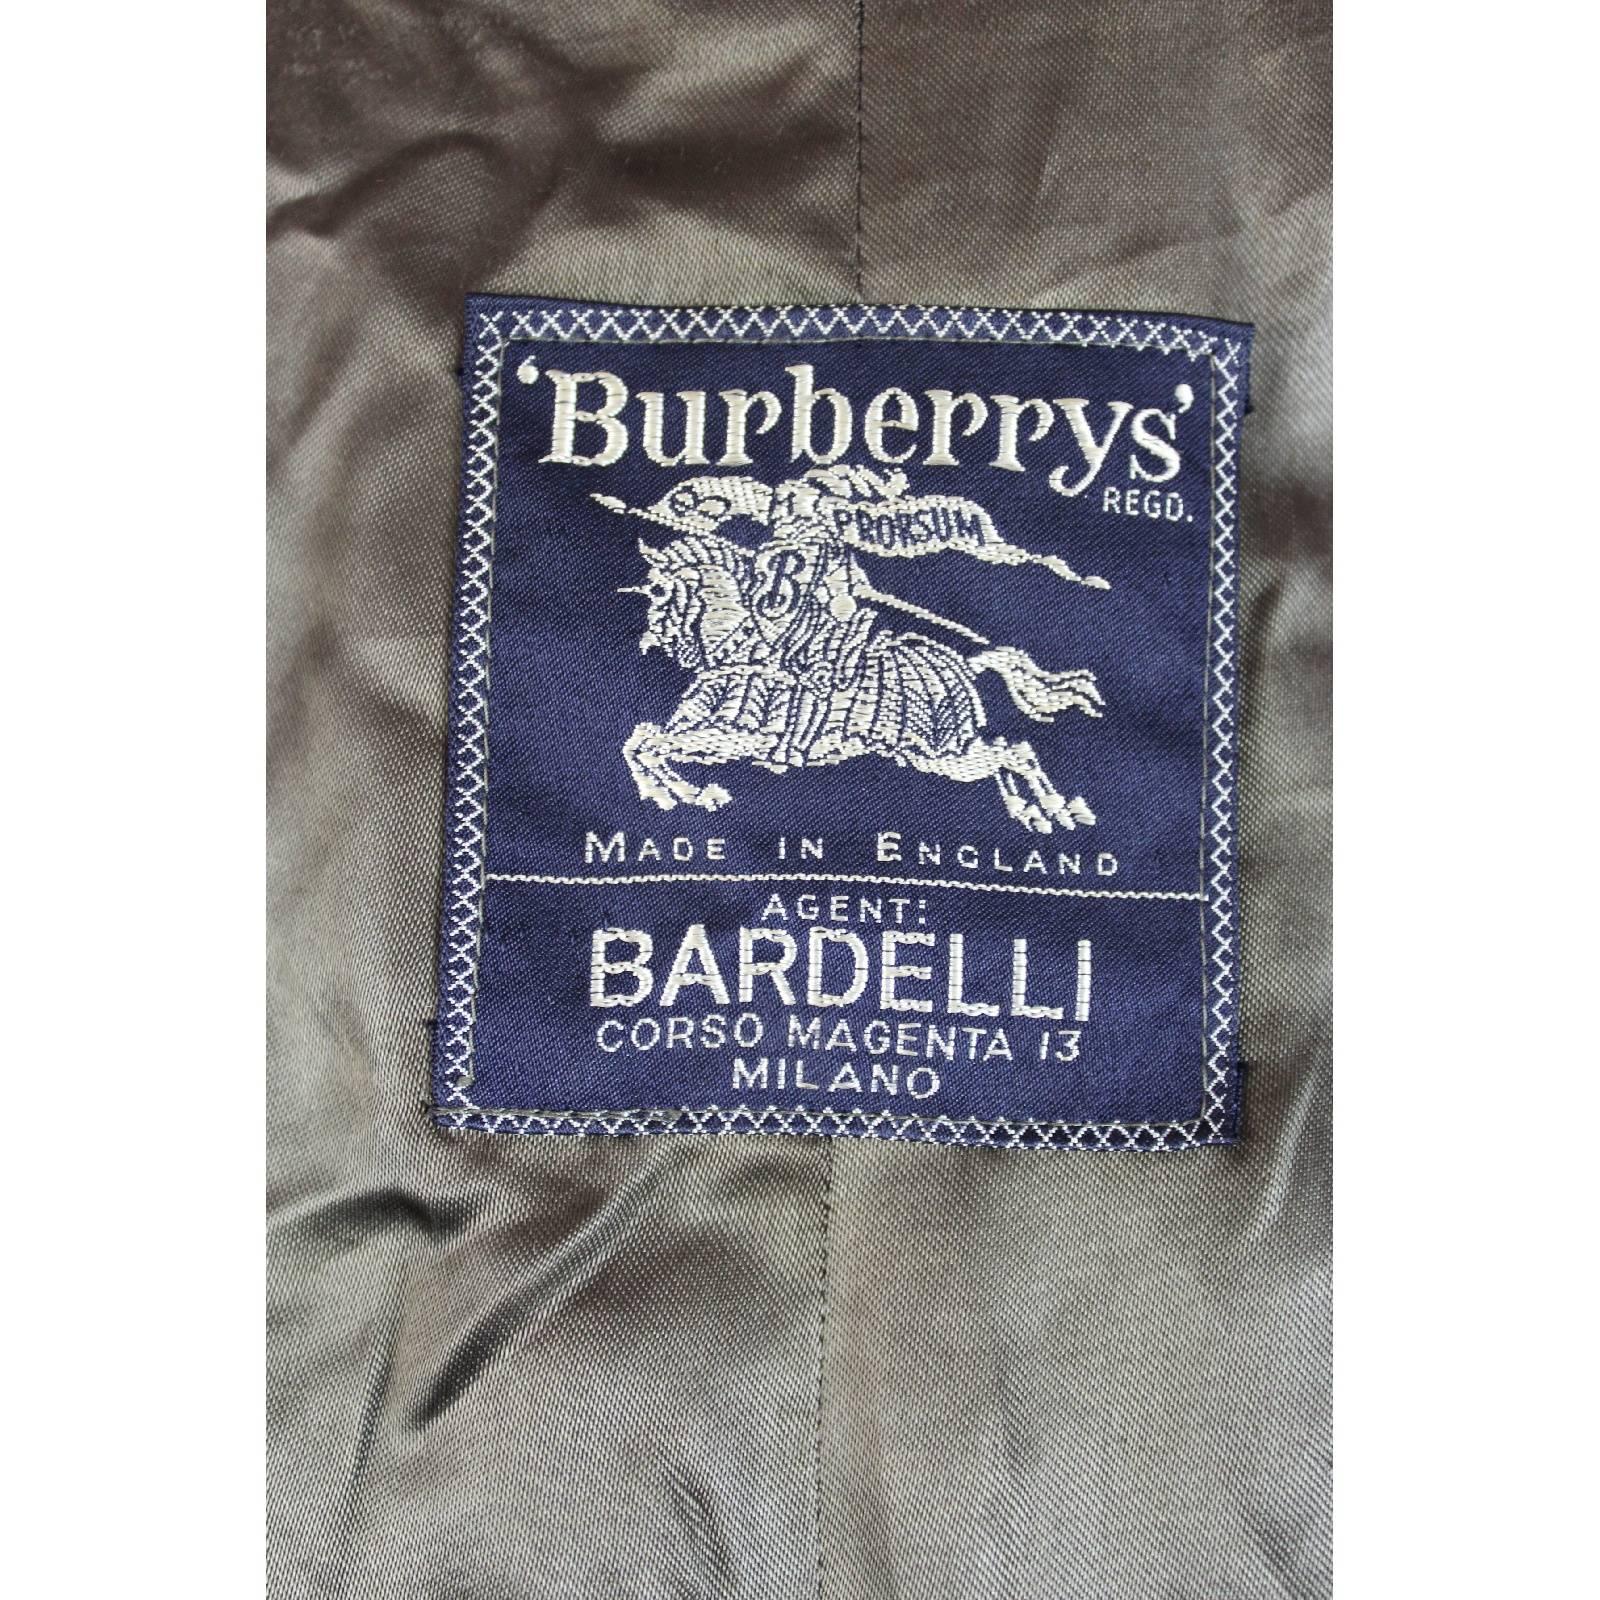 ‘Burberrys’
REGD.
PRORSUM
B
MADE IN ENGLAND
AGENT:
BARDELLI
CORSO MAGENTA 13
MILANO